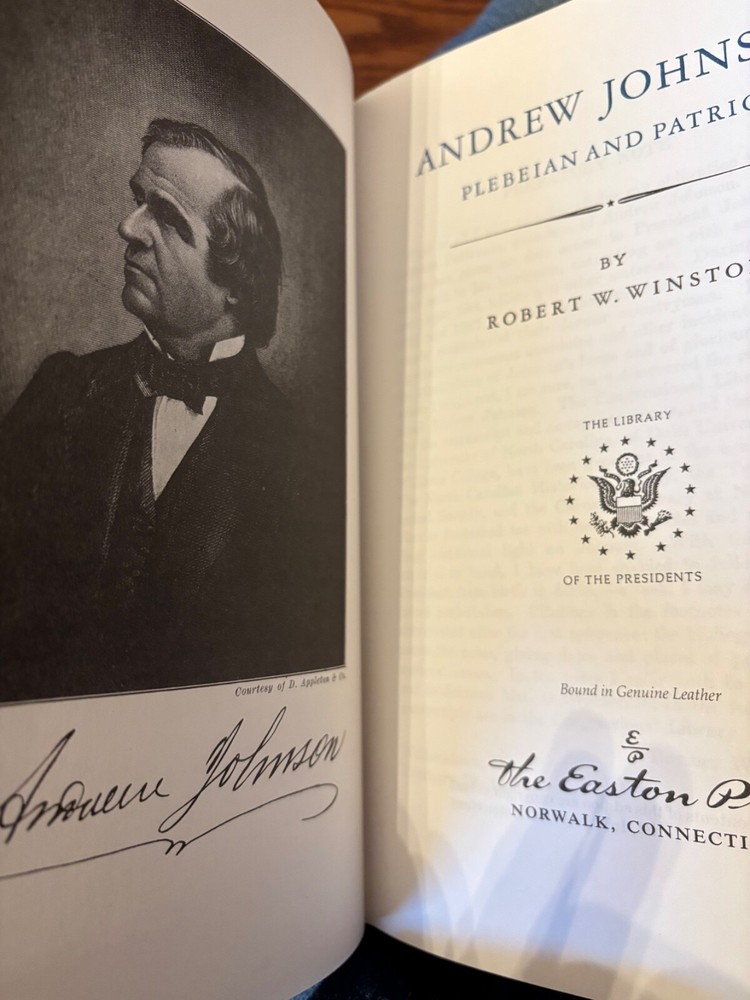 Courtesy of D. Appleton & Co.
Andrew Johnson
ANDREW JOHNS
PLEBEIAN AND PATRIO
BY
ROBERT W. WINSTO
THE LIBRARY
OF THE PRESIDENTS
Bound in Genuine Leather
E
P
The Easton P
NORWALK, CONNECTI